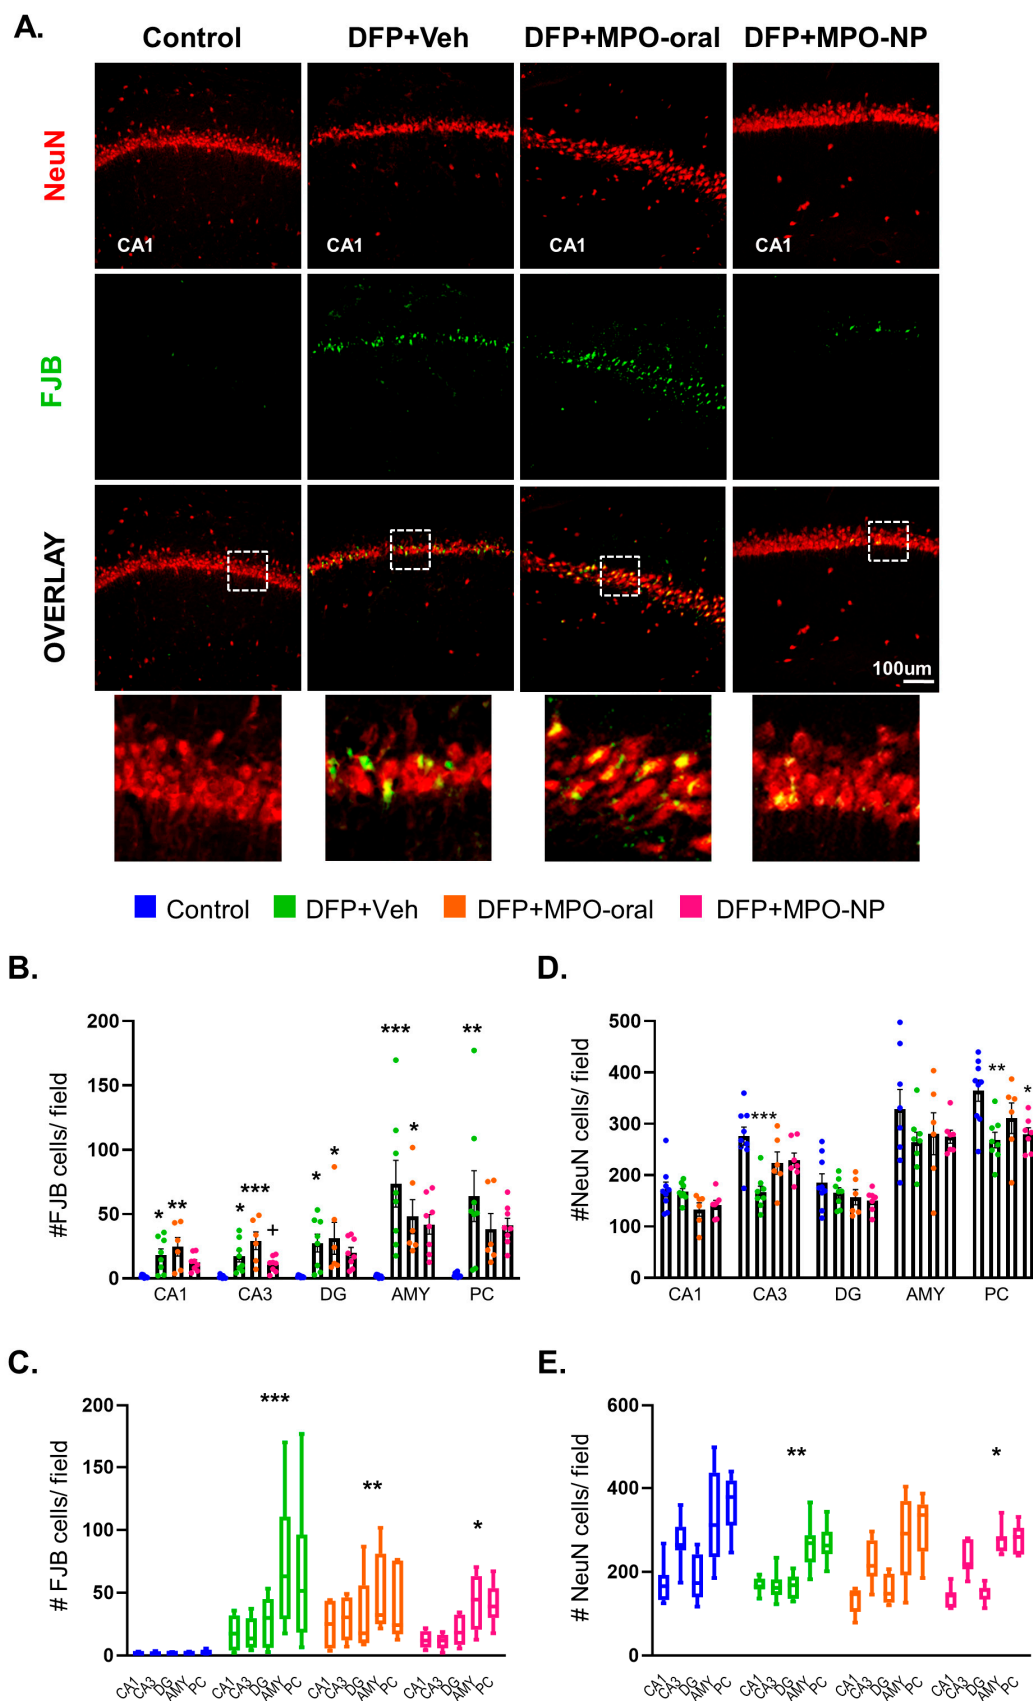 A.
Control DFP+Veh DFP+MPO-oral DFP+MPO-NP
NeuN
CA1 CA1 CA1 CA1
FJB
OVERLAY
100um
Control DFP+Veh DFP+MPO-oral DFP+MPO-NP
B.
#FJB cells/ field
200
150
100
50
0
* ** * *** + * * *** * **
CA1 CA3 DG AMY PC
D.
#NeuN cells/ field
500
400
300
200
100
0
*** ** *
CA1 CA3 DG AMY PC
C.
# FJB cells/ field
200
150
100
50
0
*** ** *
CA1 CA3 DG AMY PC CA1 CA3 DG AMY PC CA1 CA3 DG AMY PC CA1 CA3 DG AMY PC
E.
# NeuN cells/ field
600
400
200
0
** *
CA1 CA3 DG AMY PC CA1 CA3 DG AMY PC CA1 CA3 DG AMY PC CA1 CA3 DG AMY PC